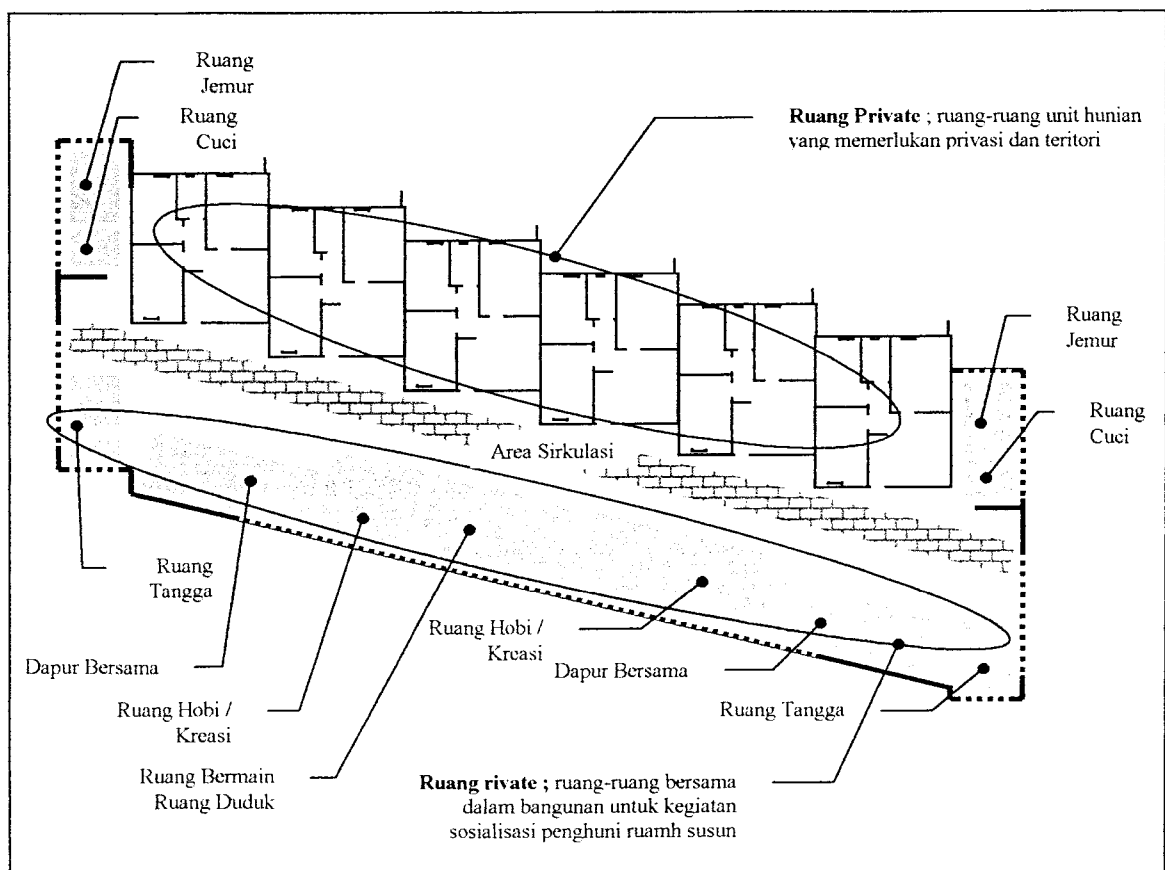 Ruang
Jemur
Ruang
Cuci
Ruang Private ; ruang-ruang unit hunian
yang memerlukan privasi dan teritori
Ruang
Jemur
Ruang
Cuci
Area Sirkulasi
Ruang
Tangga
Ruang Hobi /
Kreasi
Dapur Bersama
Dapur Bersama
Ruang Hobi /
Kreasi
Ruang Tangga
Ruang Bermain
Ruang Duduk
Ruang rivate ; ruang-ruang bersama
dalam bangunan untuk kegiatan
sosialisasi penghuni ruamh susun